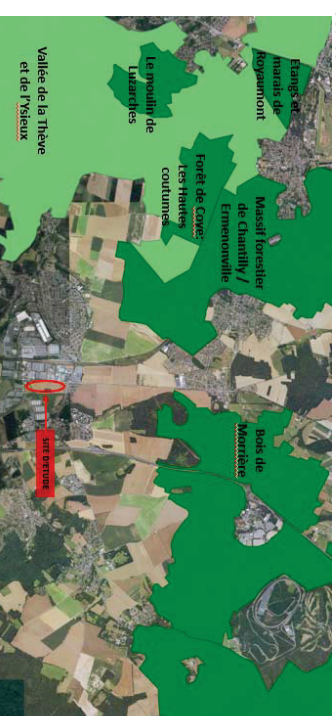 Etangs et
marais de
Royaumont
Le moulin de
Luzarches
Vallée de la Thève
et de l'Ysieux
Massif forestier
de Chantilly /
Ermenonville
Forêt de Coye:
Les Hautes
coutumes
Bois de
Morrière
SITE D'ETUDE